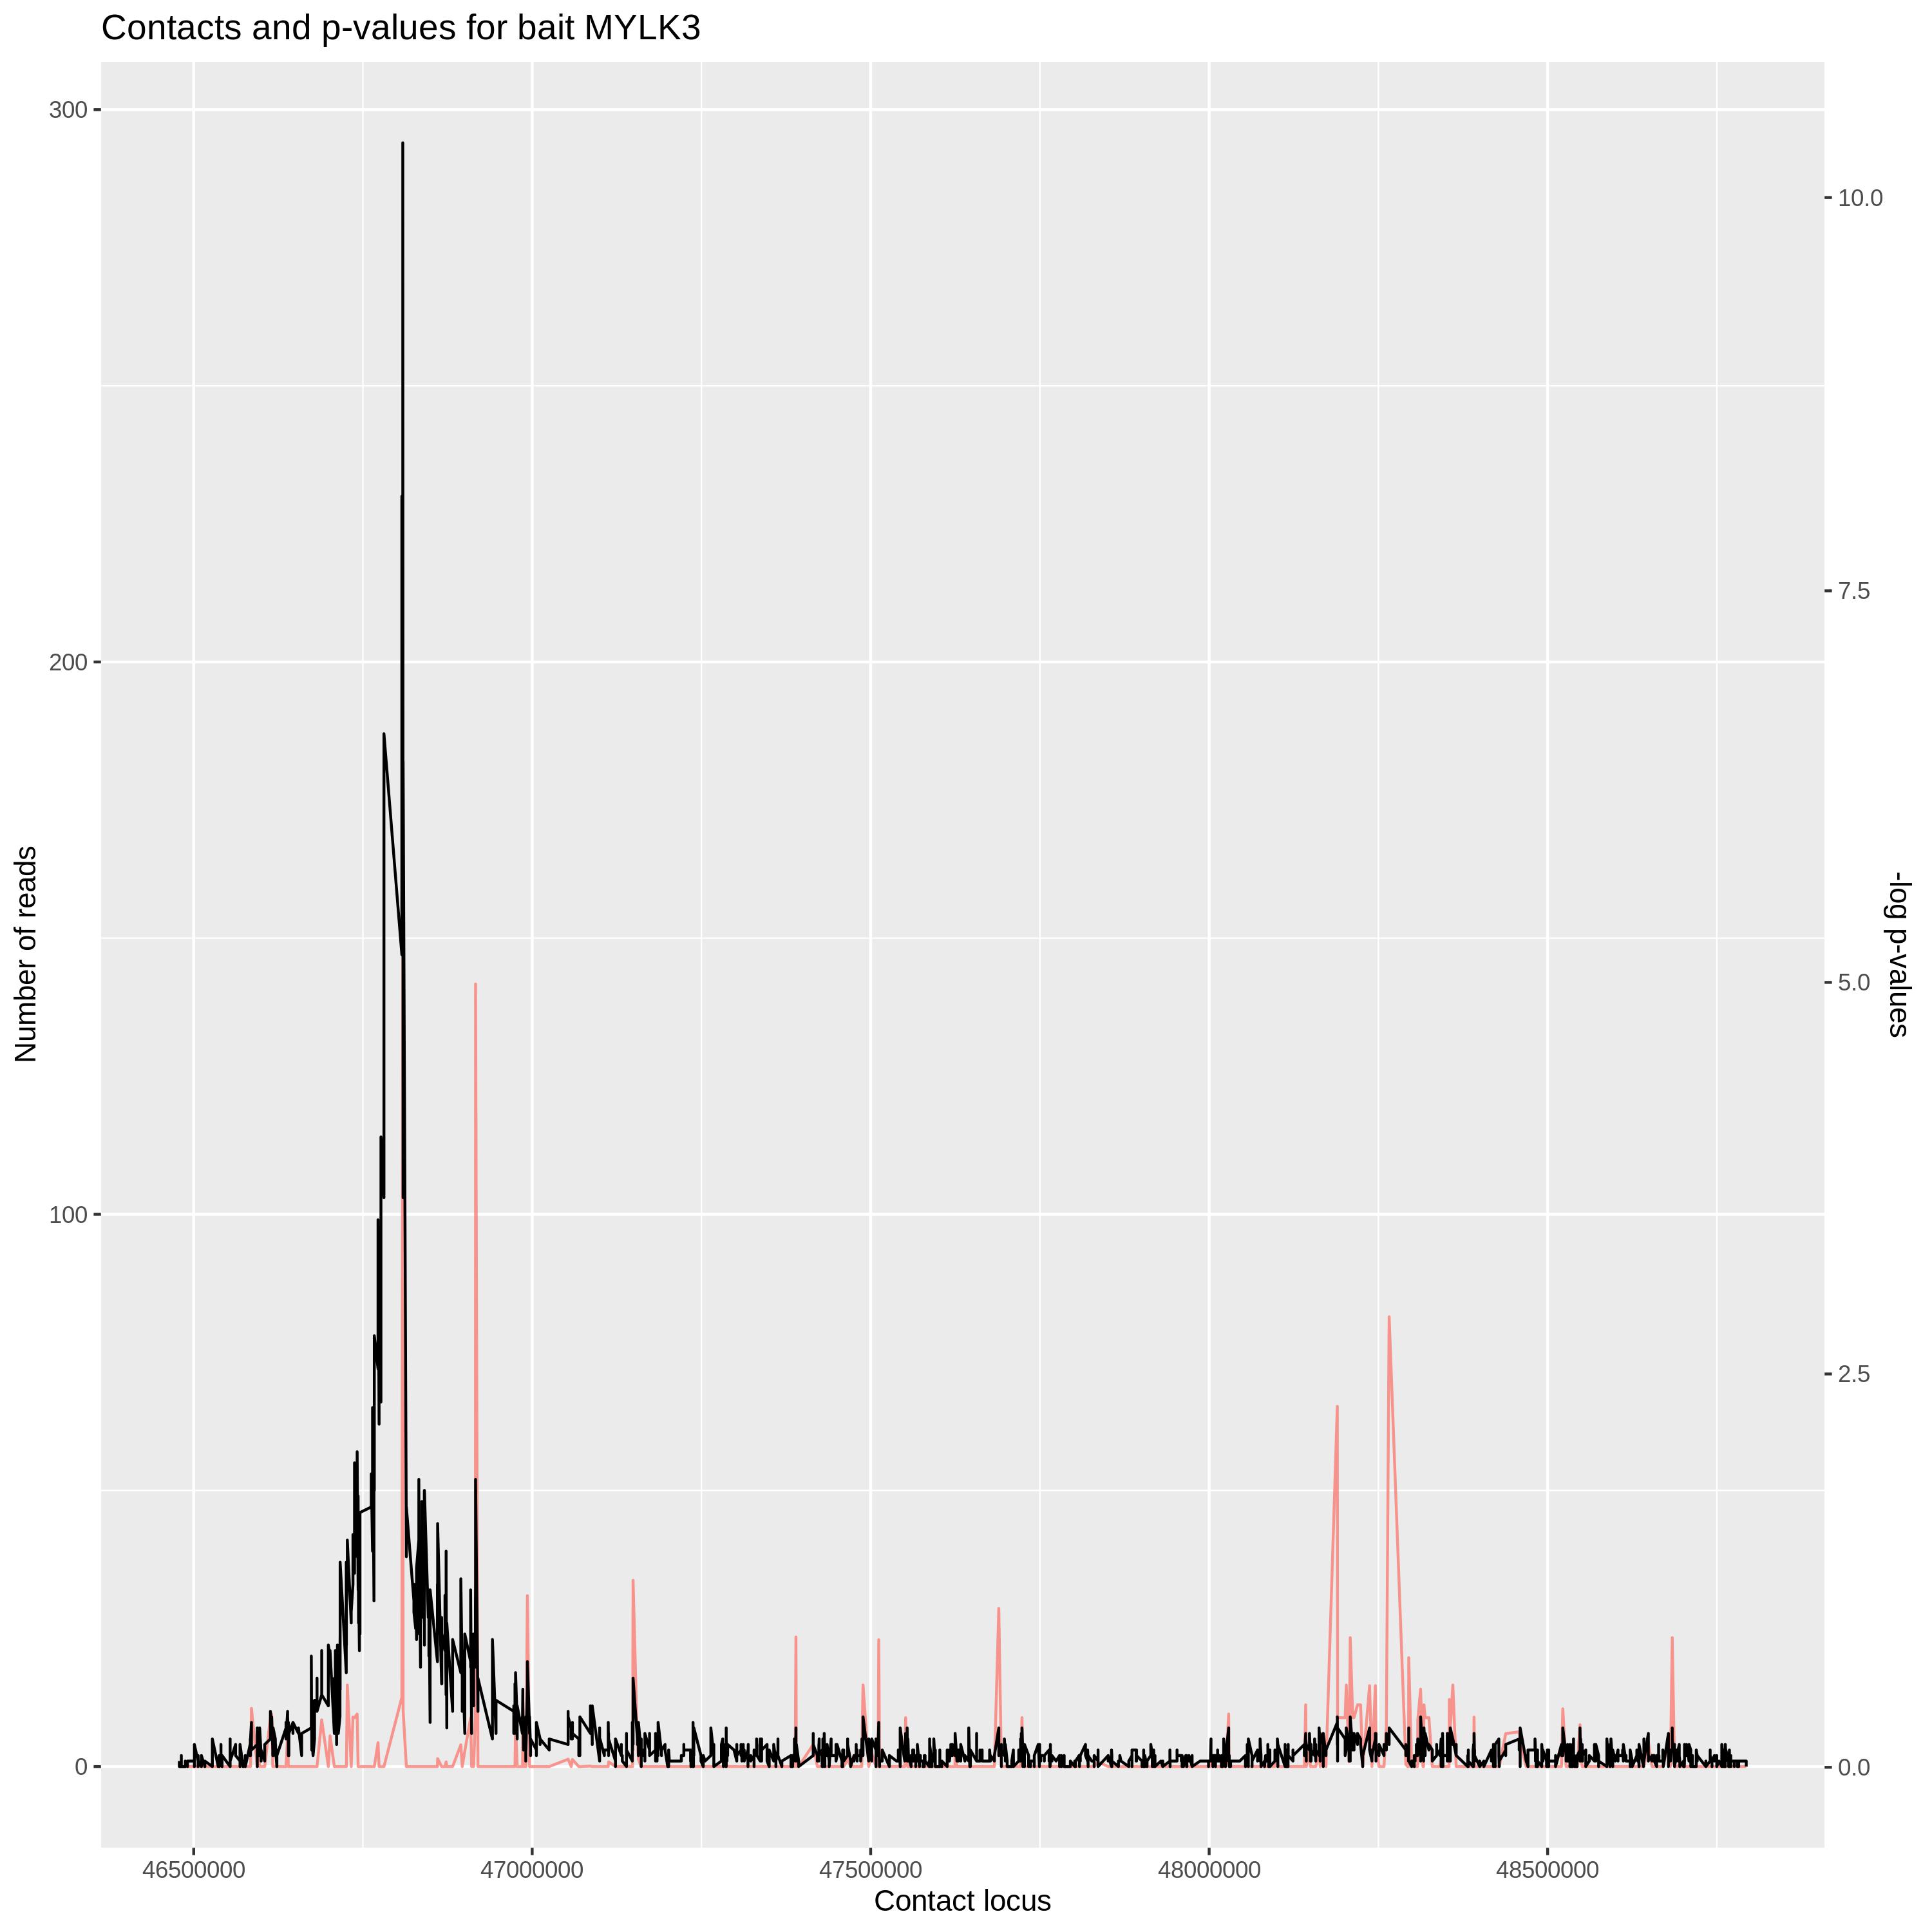 Contacts and p-values for bait MYLK3
300
200
100
0
Number of reads
10.0
7.5
5.0
2.5
0.0
-log p-values
46500000 47000000 47500000 48000000 48500000
Contact locus